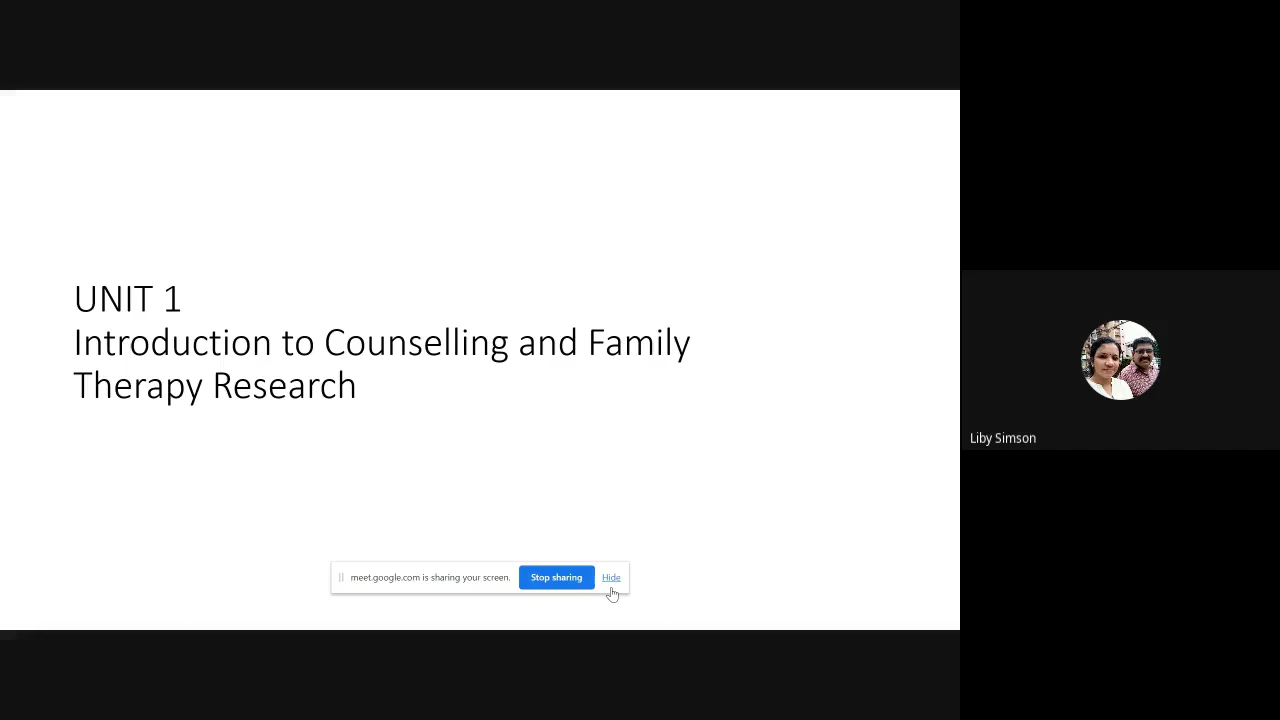 UNIT 1
Introduction to Counselling and Family
Therapy Research
Liby Simson
meet.google.com is sharing your screen. Stop sharing Hide